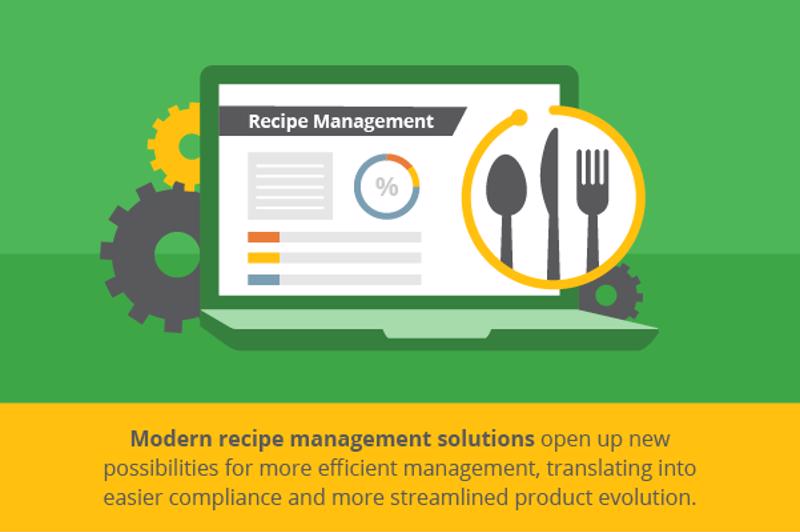 Recipe Management
%
Modern recipe management solutions open up new
possibilities for more efficient management, translating into
easier compliance and more streamlined product evolution.